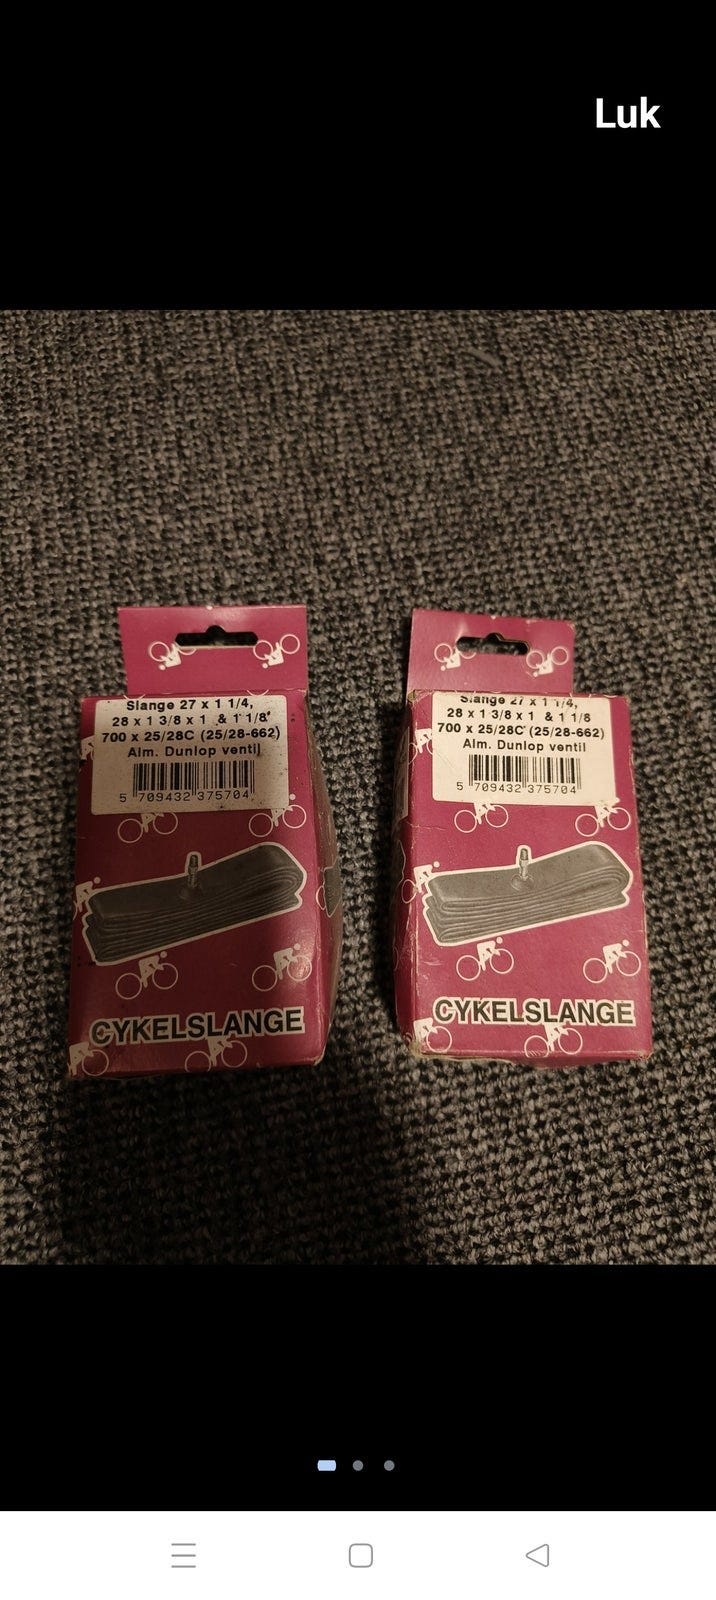 Luk
Slange 27 x 1 1/4,
28 x 1 3/8 x 1 & 1 1/8
700 x 25/28C (25/28-662)
Alm. Dunlop ventil
5 709432 375704
CYKELSLANGE
Slange 27 x 1 1/4,
28 x 1 3/8 x 1 & 1 1/8
700 x 25/28C (25/28-662)
Alm. Dunlop ventil
5 709432 375704
CYKELSLANGE